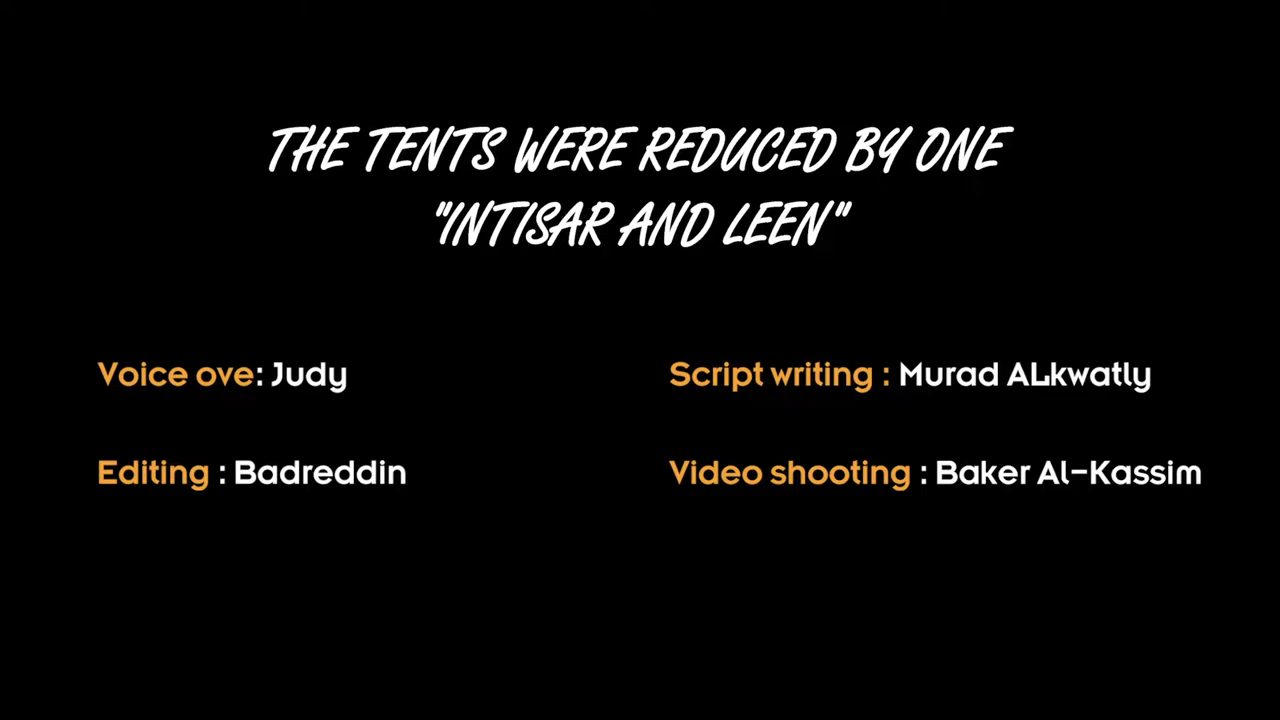 THE TENTS WERE REDUCED BY ONE
"INTISAR AND LEEN"
Voice ove: Judy
Script writing : Murad ALkwatly
Editing : Badreddin
Video shooting : Baker Al-Kassim